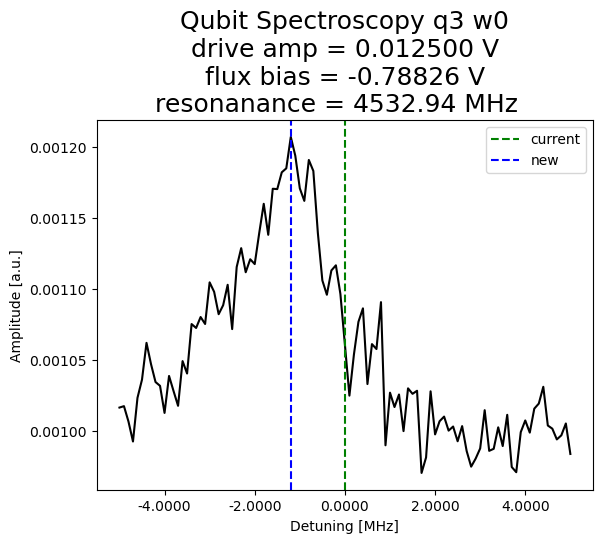 Qubit Spectroscopy q3 w0
drive amp = 0.012500 V
flux bias = -0.78826 V
resonanance = 4532.94 MHz
current
new
0.00120
0.00115
0.00110
0.00105
0.00100
Amplitude [a.u.]
-4.0000 -2.0000 0.0000 2.0000 4.0000
Detuning [MHz]